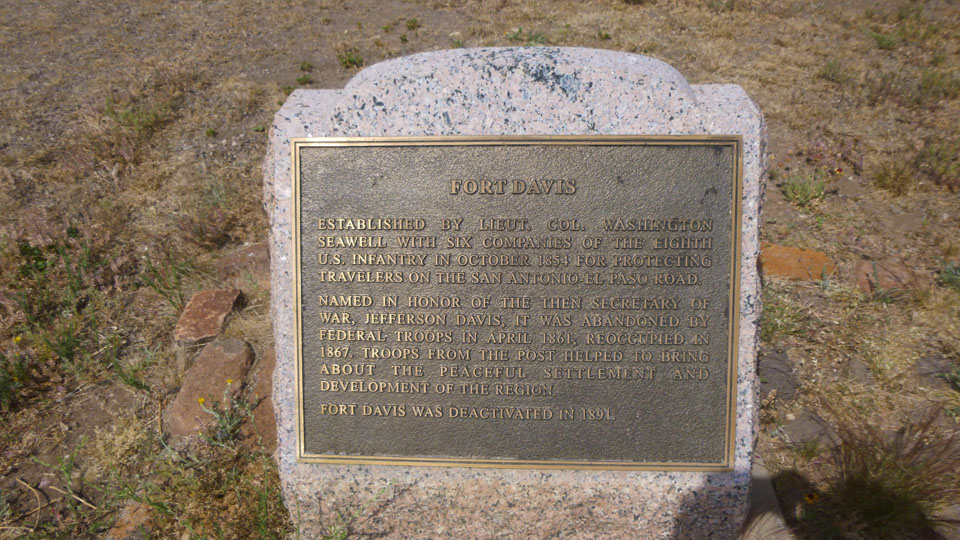 FORT DAVIS
ESTABLISHED BY LIEUT. COL. WASHINGTON
SEAWELL WITH SIX COMPANIES OF THE EIGHTH
U.S. INFANTRY IN OCTOBER 1854 FOR PROTECTING
TRAVELERS ON THE SAN ANTONIO-EL PASO ROAD.
NAMED IN HONOR OF THE THEN SECRETARY OF
WAR, JEFFERSON DAVIS, IT WAS ABANDONED BY
FEDERAL TROOPS IN APRIL 1861, REOCCUPIED IN
1867. TROOPS FROM THE POST HELPED TO BRING
ABOUT THE PEACEFUL SETTLEMENT AND
DEVELOPMENT OF THE REGION.
FORT DAVIS WAS DEACTIVATED IN 1891.